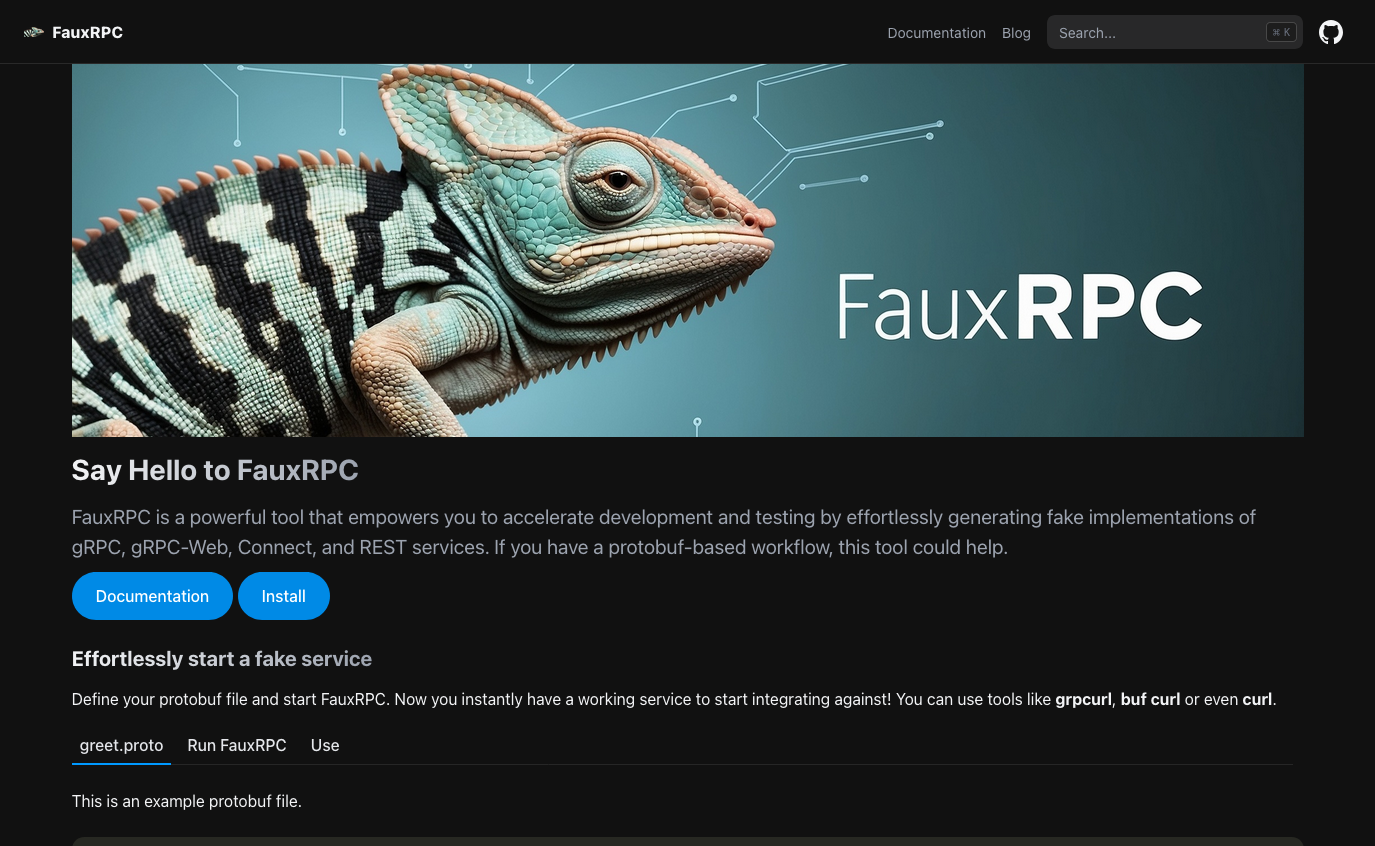 FauxRPC
Documentation
Blog
Search...
⌘ K
FauxRPC
Say Hello to FauxRPC
FauxRPC is a powerful tool that empowers you to accelerate development and testing by effortlessly generating fake implementations of
gRPC, gRPC-Web, Connect, and REST services. If you have a protobuf-based workflow, this tool could help.
Documentation
Install
Effortlessly start a fake service
Define your protobuf file and start FauxRPC. Now you instantly have a working service to start integrating against! You can use tools like grpcurl, buf curl or even curl.
greet.proto
Run FauxRPC
Use
This is an example protobuf file.